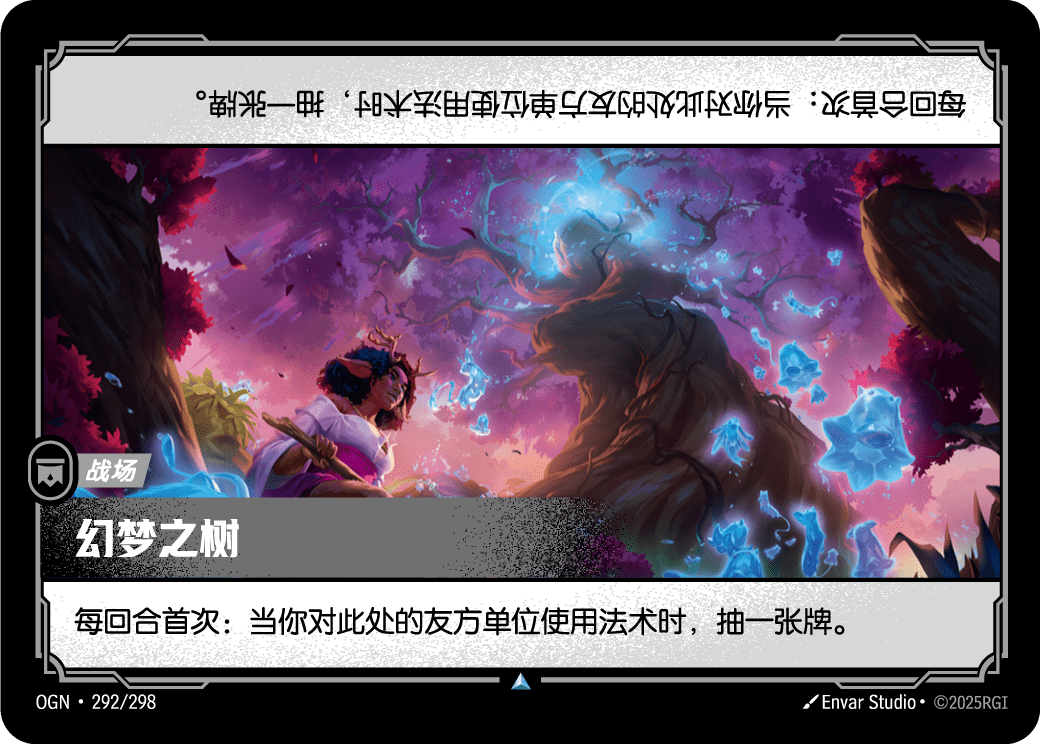 每回合首次：当你对此处的友方单位使用法术时，抽一张牌。
战场
幻梦之树
每回合首次：当你对此处的友方单位使用法术时，抽一张牌。
OGN • 292/298
Envar Studio • ©2025RGI